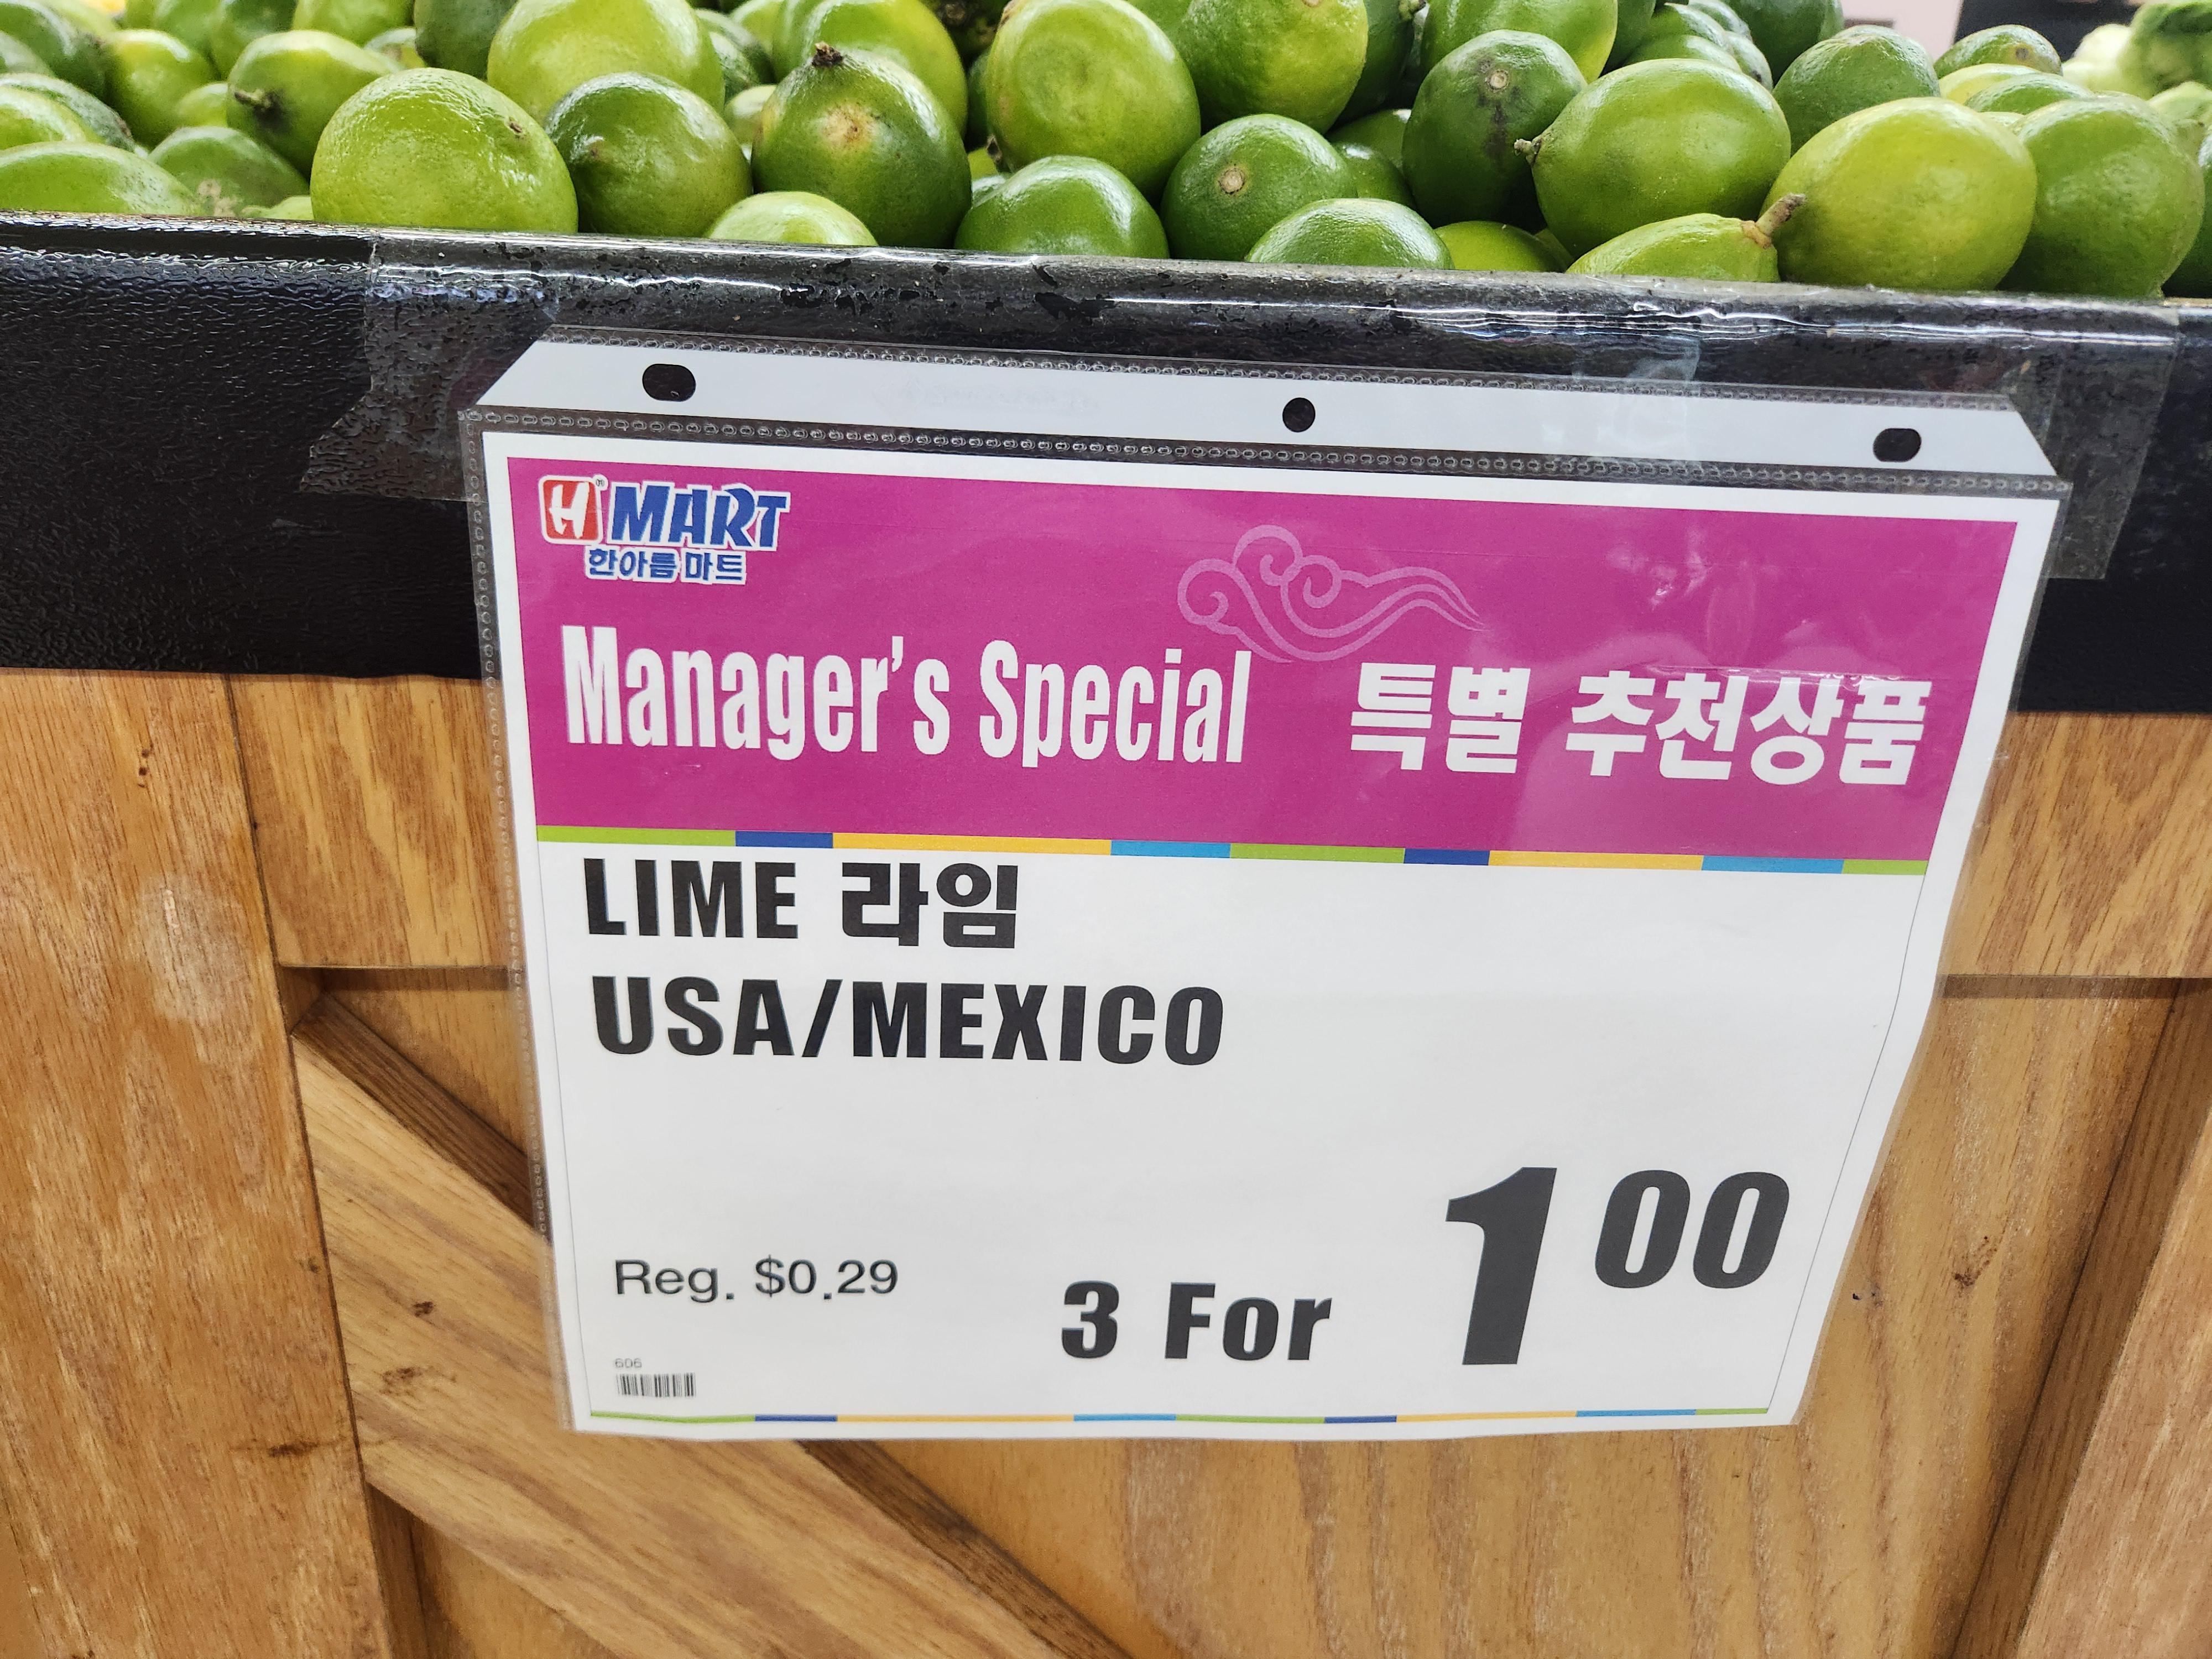 H MART
한아름 마트
Manager's Special 특별 추천상품
LIME 라임
USA/MEXICO
Reg. $0.29
3 For 1 00
606